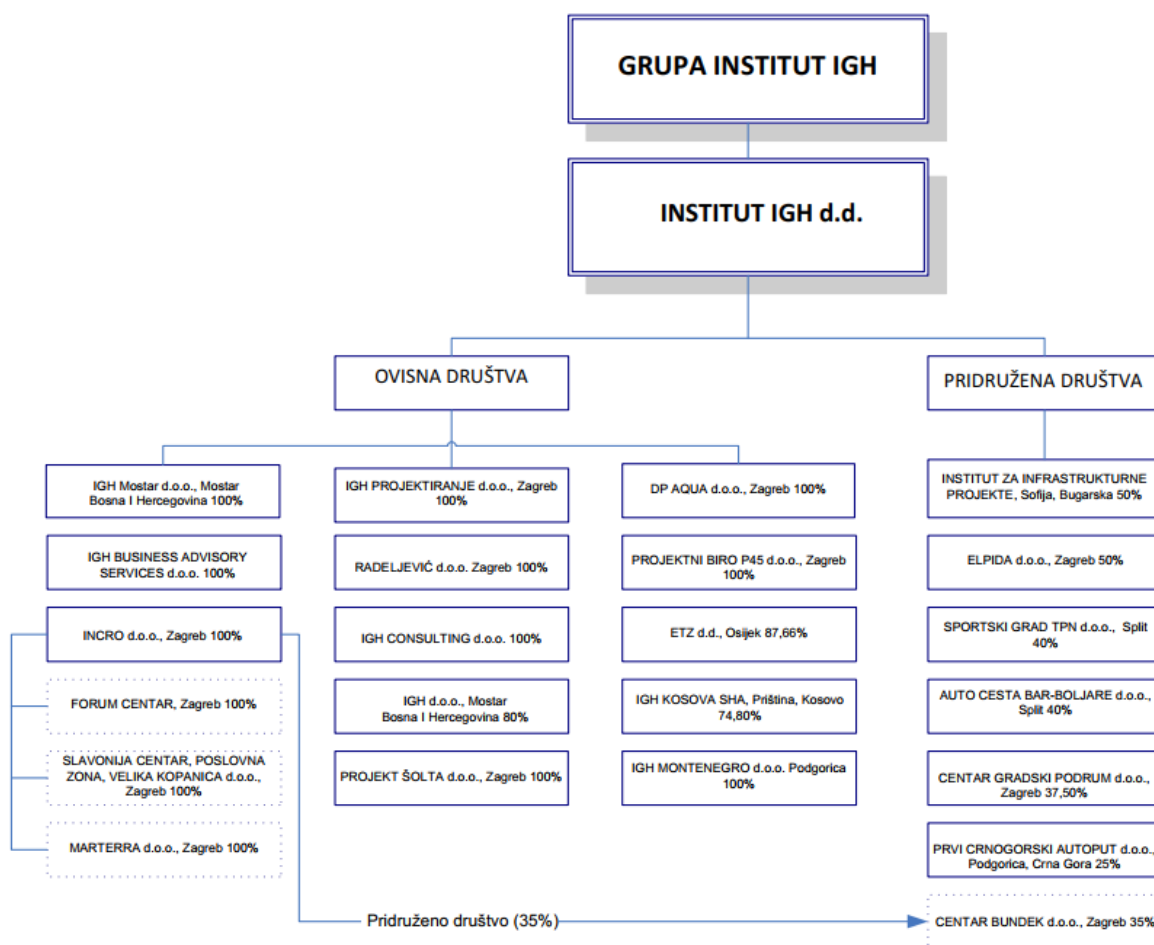 GRUPA INSTITUT IGH
INSTITUT IGH d.d.
OVISNA DRUŠTVA
PRIDRUŽENA DRUŠTVA
IGH Mostar d.o.o., Mostar
Bosna I Hercegovina 100%
IGH BUSINESS ADVISORY
SERVICES d.o.o. 100%
INCRO d.o.o., Zagreb 100%
FORUM CENTAR, Zagreb 100%
SLAVONIJA CENTAR, POSLOVNA
ZONA, VELIKA KOPANICA d.o.o.,
Zagreb 100%
MARTERRA d.o.o., Zagreb 100%
IGH PROJEKTIRANJE d.o.o., Zagreb
100%
RADELJEVIĆ d.o.o. Zagreb 100%
IGH CONSULTING d.o.o. 100%
IGH d.o.o., Mostar
Bosna I Hercegovina 80%
PROJEKT ŠOLTA d.o.o., Zagreb 100%
DP AQUA d.o.o., Zagreb 100%
PROJEKTNI BIRO P45 d.o.o., Zagreb
100%
ETZ d.d., Osijek 87,66%
IGH KOSOVA SHA, Priština, Kosovo
74,80%
IGH MONTENEGRO d.o.o. Podgorica
100%
INSTITUT ZA INFRASTRUKTURNE
PROJEKTE, Sofija, Bugarska 50%
ELPIDA d.o.o., Zagreb 50%
SPORTSKI GRAD TPN d.o.o., Split
40%
AUTO CESTA BAR-BOLJARE d.o.o.,
Split 40%
CENTAR GRADSKI PODRUM d.o.o.,
Zagreb 37,50%
PRVI CRNOGORSKI AUTOPUT d.o.o.,
Podgorica, Crna Gora 25%
Pridruženo društvo (35%)
CENTAR BUNDEK d.o.o., Zagreb 35%